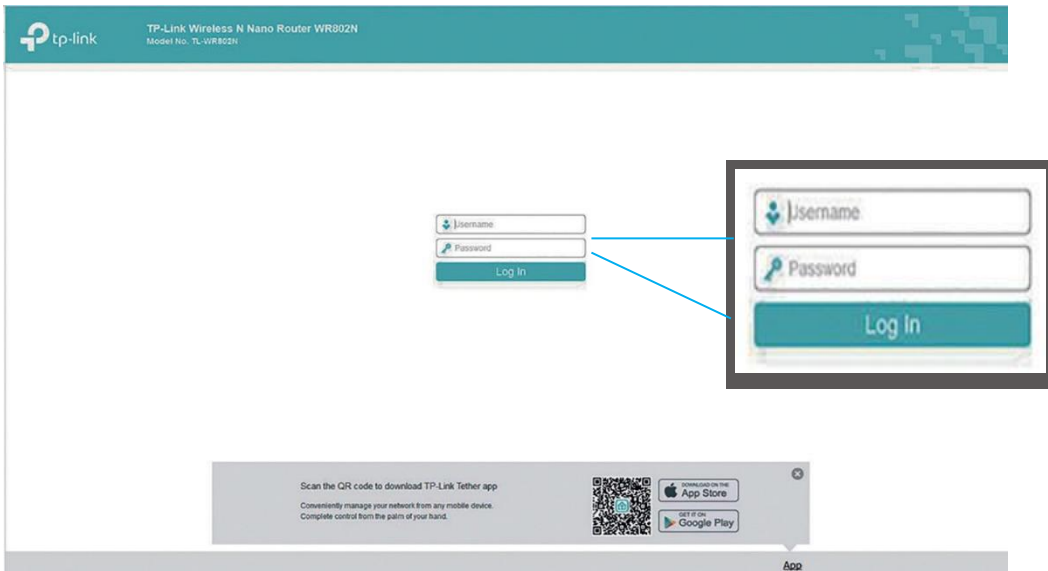 tp-link
TP-Link Wireless N Nano Router WR802N
Model No. TL-WR802N
Username
Password
Log In
Username
Password
Log In
Scan the QR code to download TP-Link Tether app
Conveniently manage your network from any mobile device.
Complete control from the palm of your hand.
DOWNLOAD ON THE
App Store
GET IT ON
Google Play
App